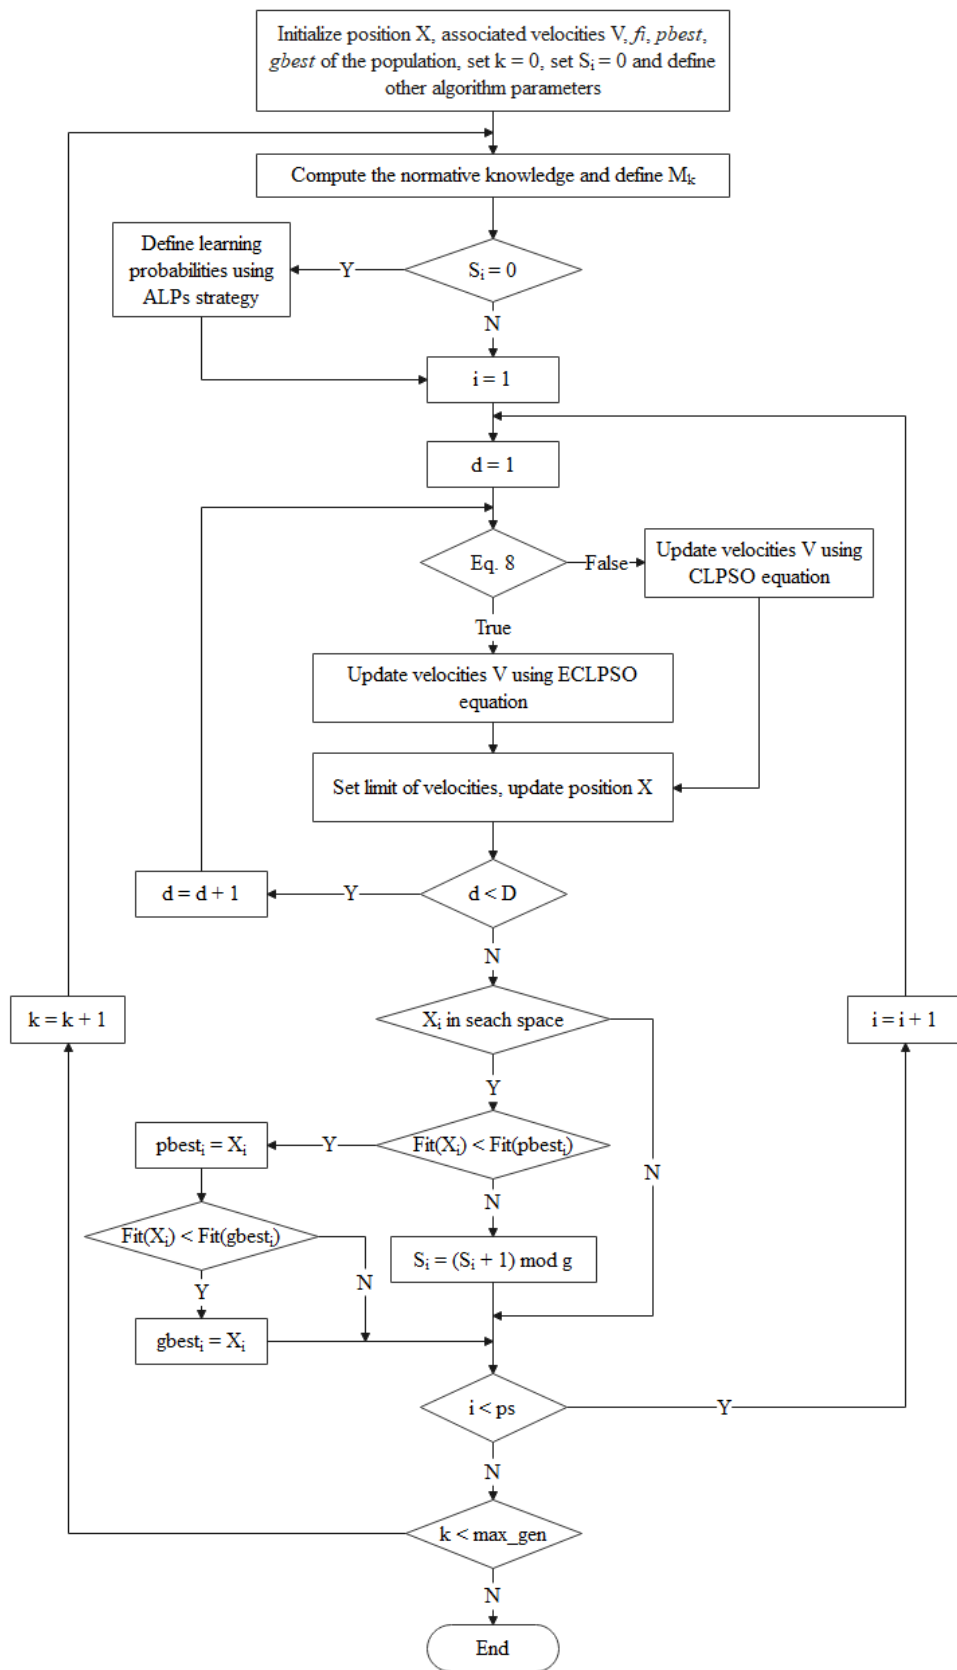 Initialize position X, associated velocities V, fi, pbest,
gbest of the population, set k = 0, set Si = 0 and define
other algorithm parameters
Compute the normative knowledge and define Mk
Define learning
probabilities using
ALPs strategy
Y
Si = 0
N
i = 1
d = 1
Eq. 8
False
Update velocities V using
CLPSO equation
True
Update velocities V using ECLPSO
equation
Set limit of velocities, update position X
d = d + 1
Y
d < D
N
k = k + 1
Xi in seach space
i = i + 1
Y
pbesti = Xi
Y
Fit(Xi) < Fit(pbesti)
N
N
Fit(Xi) < Fit(gbesti)
Si = (Si + 1) mod g
N
Y
gbesti = Xi
i < ps
Y
N
k < max_gen
N
End